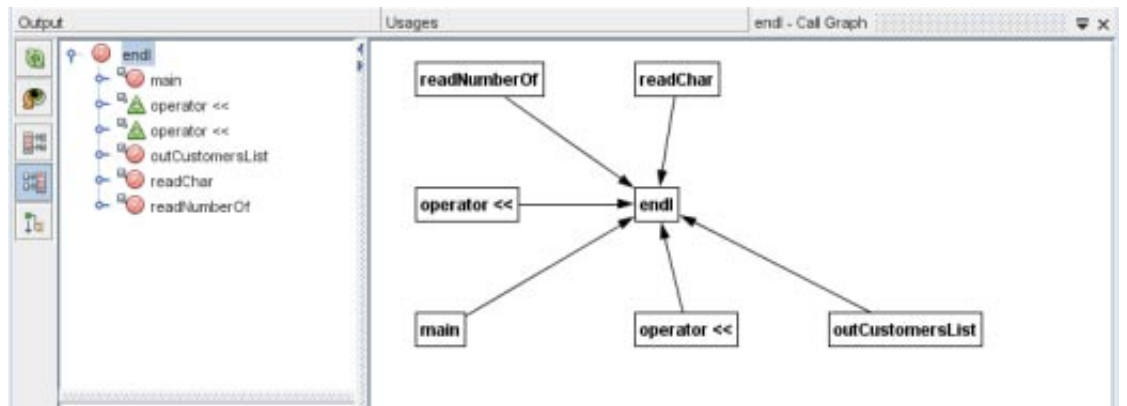 Output
Usages
endl - Call Graph
endl
main
operator <<
operator <<
outCustomersList
readChar
readNumberOf
readNumberOf
readChar
operator <<
endl
main
operator <<
outCustomersList